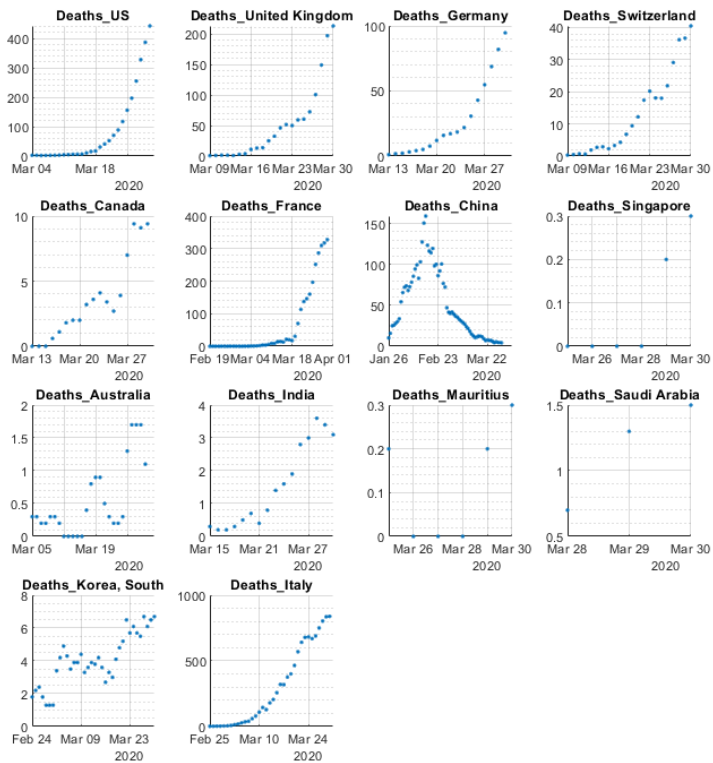 Deaths_US
400
300
200
100
0
Mar 04
Mar 18
2020
Deaths_United Kingdom
200
150
100
50
0
Mar 09
Mar 16
Mar 23
Mar 30
2020
Deaths_Germany
100
50
0
Mar 13
Mar 20
Mar 27
2020
Deaths_Switzerland
40
30
20
10
0
Mar 09
Mar 16
Mar 23
Mar 30
2020
Deaths_Canada
10
5
0
Mar 13
Mar 20
Mar 27
2020
Deaths_France
400
300
200
100
0
Feb 19
Mar 04
Mar 18
Apr 01
2020
Deaths_China
150
100
50
0
Jan 26
Feb 23
Mar 22
2020
Deaths_Singapore
0.3
0.2
0.1
0
Mar 26
Mar 28
Mar 30
2020
Deaths_Australia
2
1.5
1
0.5
0
Mar 05
Mar 19
2020
Deaths_India
4
3
2
1
0
Mar 15
Mar 21
Mar 27
2020
Deaths_Mauritius
0.3
0.2
0.1
0
Mar 26
Mar 28
Mar 30
2020
Deaths_Saudi Arabia
1.5
1
0.5
Mar 28
Mar 29
Mar 30
2020
Deaths_Korea, South
8
6
4
2
0
Feb 24
Mar 09
Mar 23
2020
Deaths_Italy
1000
500
0
Feb 25
Mar 10
Mar 24
2020